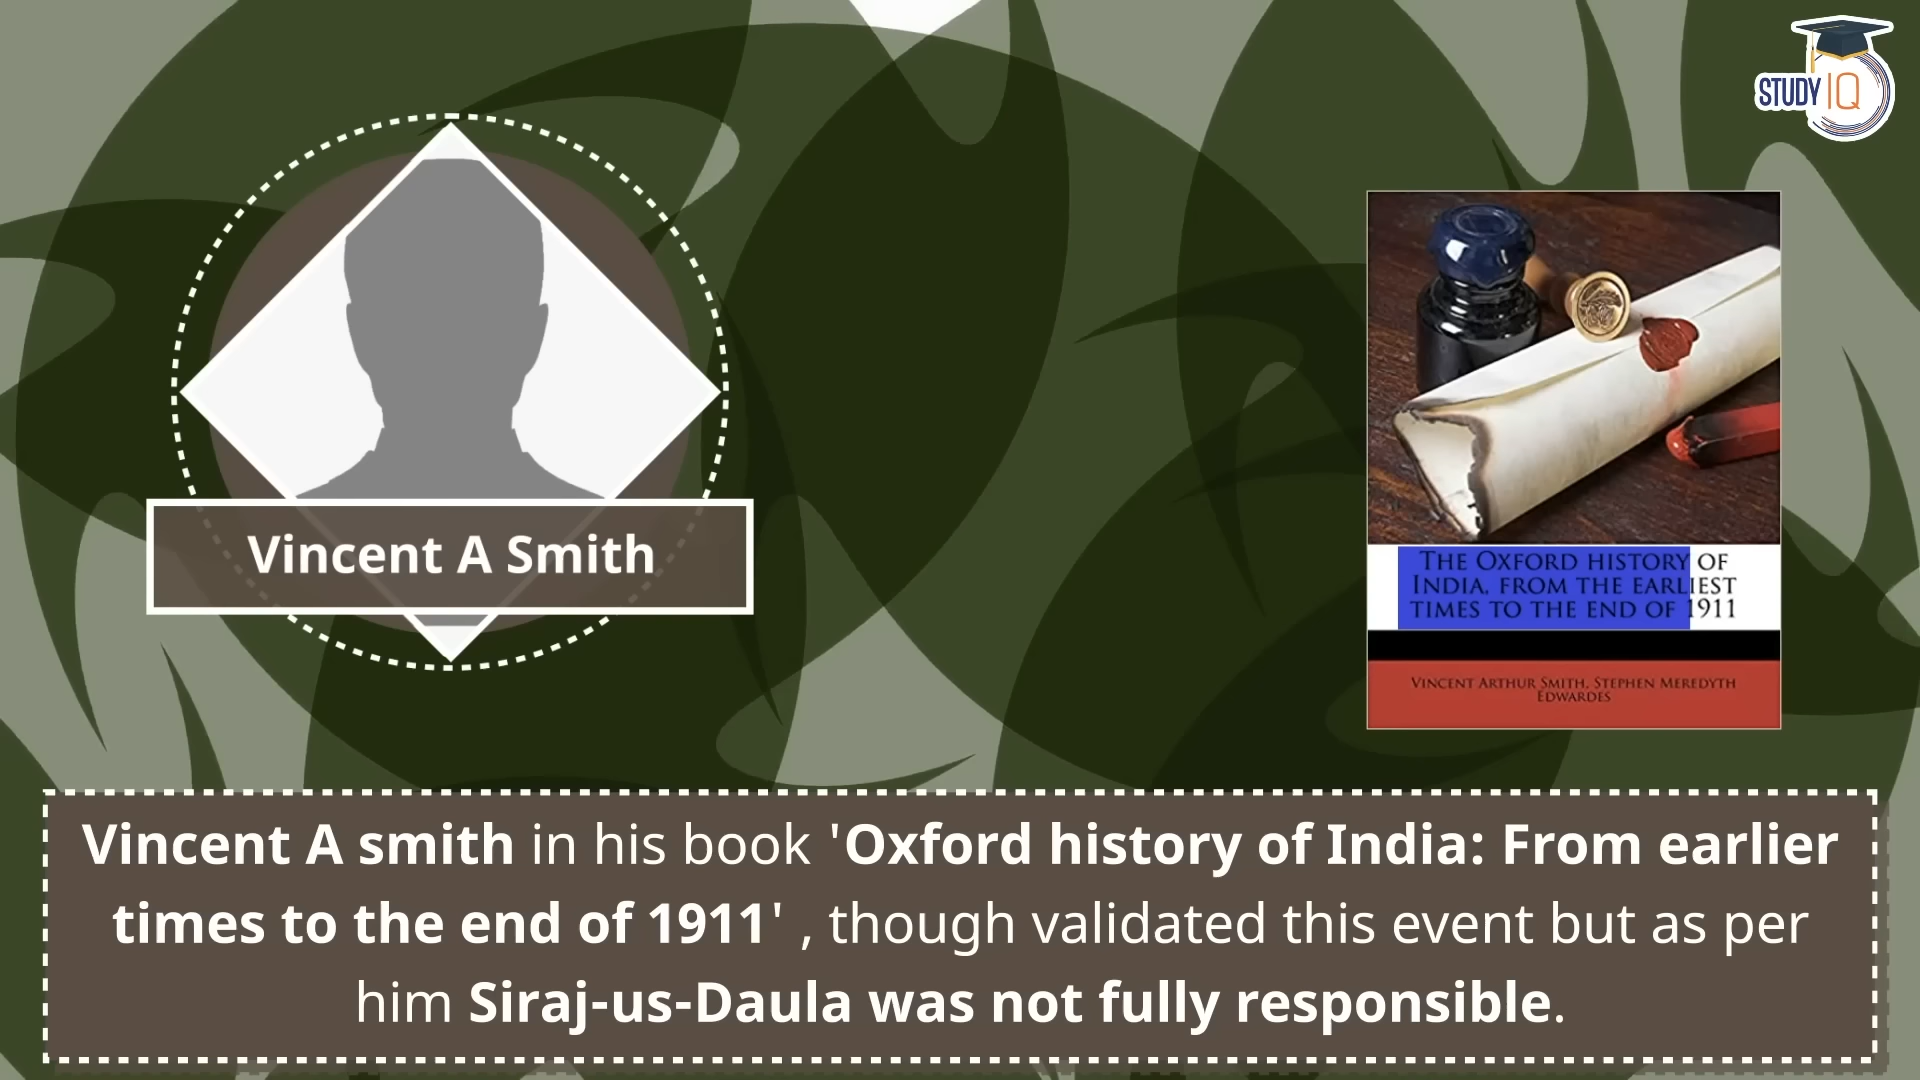 STUDY IQ
Vincent A Smith
The Oxford history of
India, from the earliest
times to the end of 1911
Vincent Arthur Smith, Stephen Meredyth
Edwardes
Vincent A smith in his book 'Oxford history of India: From earlier
times to the end of 1911' , though validated this event but as per
him Siraj-us-Daula was not fully responsible.